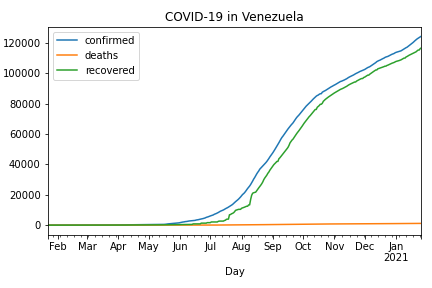 COVID-19 in Venezuela
confirmed
deaths
recovered
120000
100000
80000
60000
40000
20000
0
Feb Mar Apr May Jun Jul Aug Sep Oct Nov Dec Jan
2021
Day